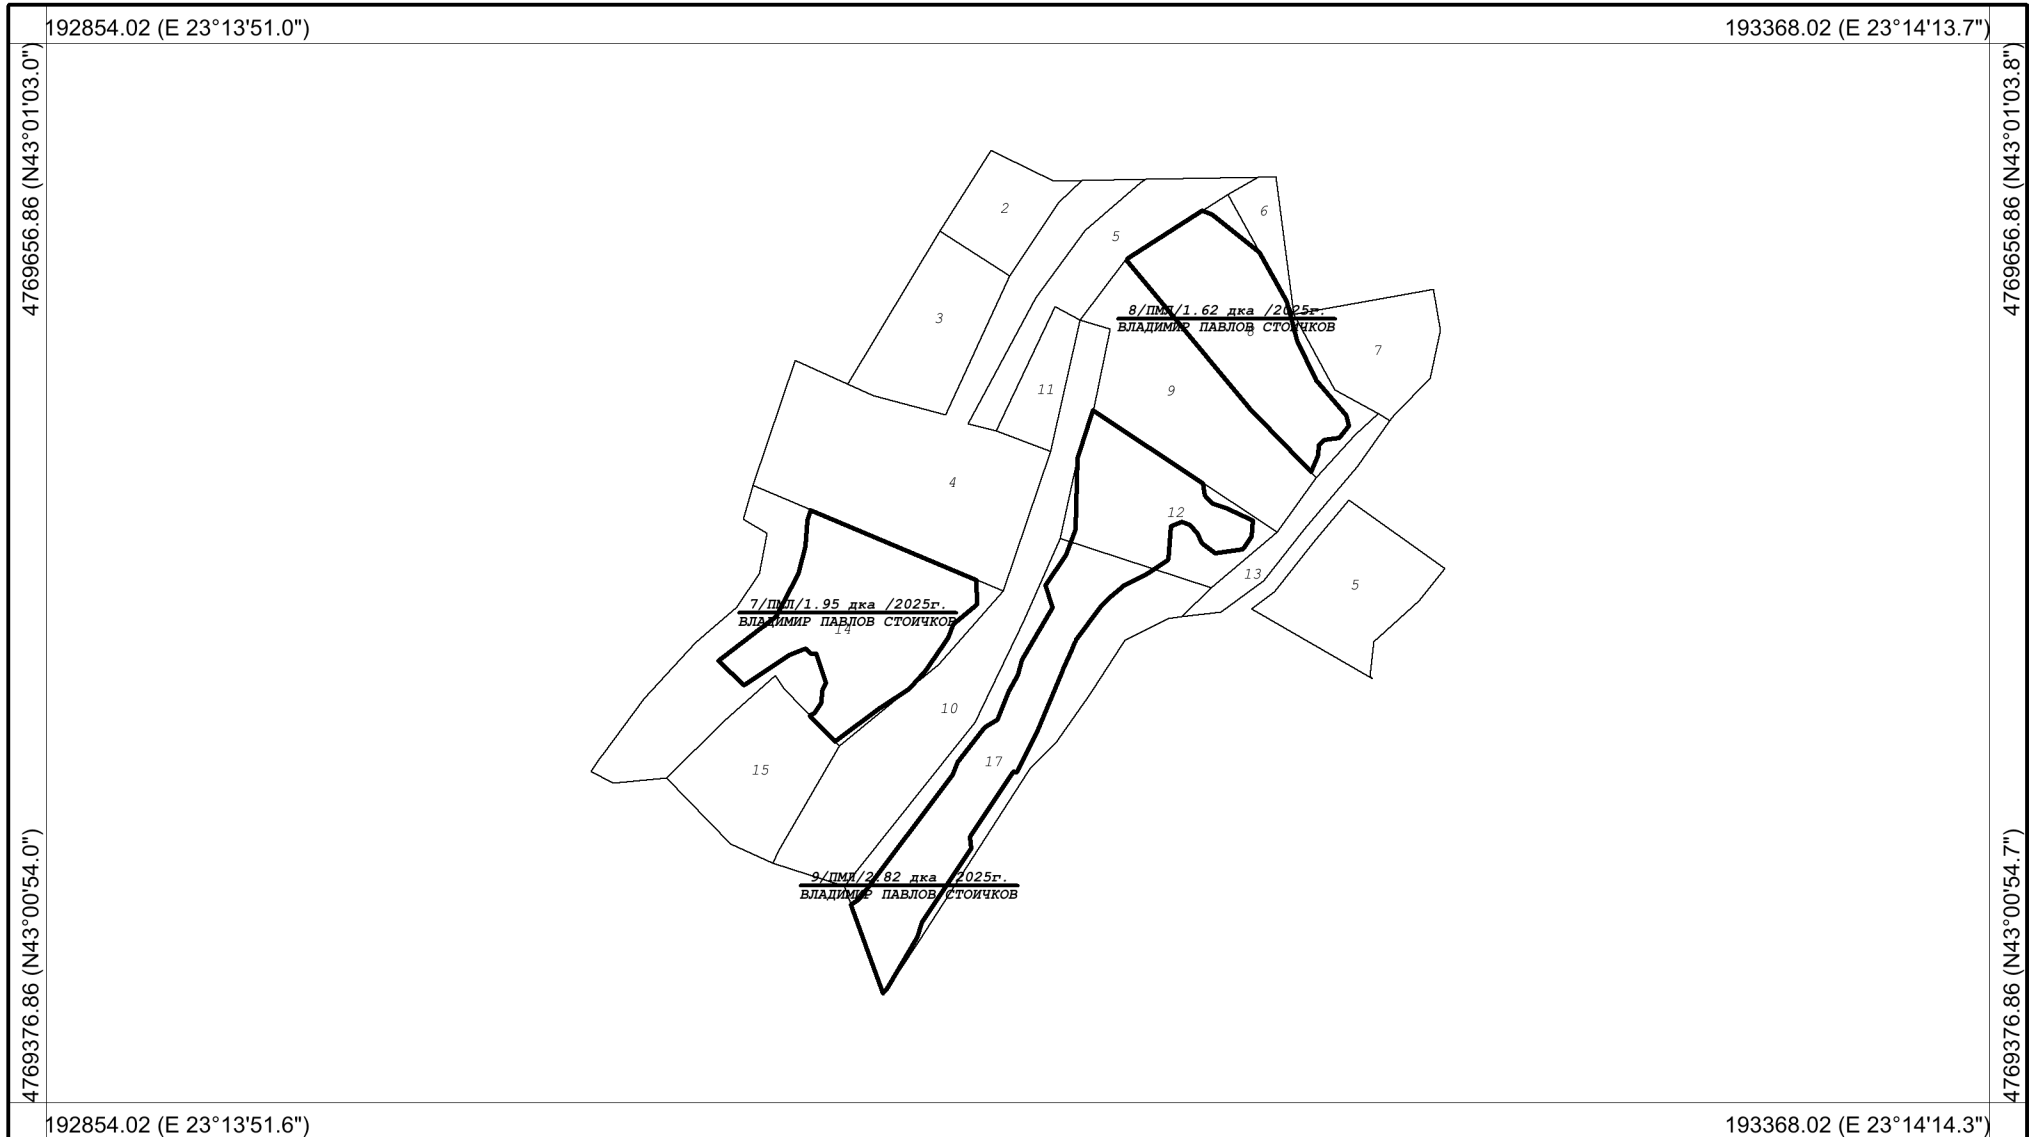 192854.02 (E 23°13'51.0")
193368.02 (E 23°14'13.7")
4769656.86 (N43°01'03.0")
4769656.86 (N43°01'03.8")
2
6
5
8/ПМЛ/1.62 дка /2025г.
ВЛАДИМИР ПАВЛОВ СТОИЧКОВ
8
3
7
11
9
4
12
13
5
7/ПМЛ/1.95 дка /2025г.
ВЛАДИМИР ПАВЛОВ СТОИЧКОВ
14
10
17
15
9/ПМЛ/2.82 дка /2025г.
ВЛАДИМИР ПАВЛОВ СТОИЧКОВ
4769376.86 (N43°00'54.0")
4769376.86 (N43°00'54.7")
192854.02 (E 23°13'51.6")
193368.02 (E 23°14'14.3")